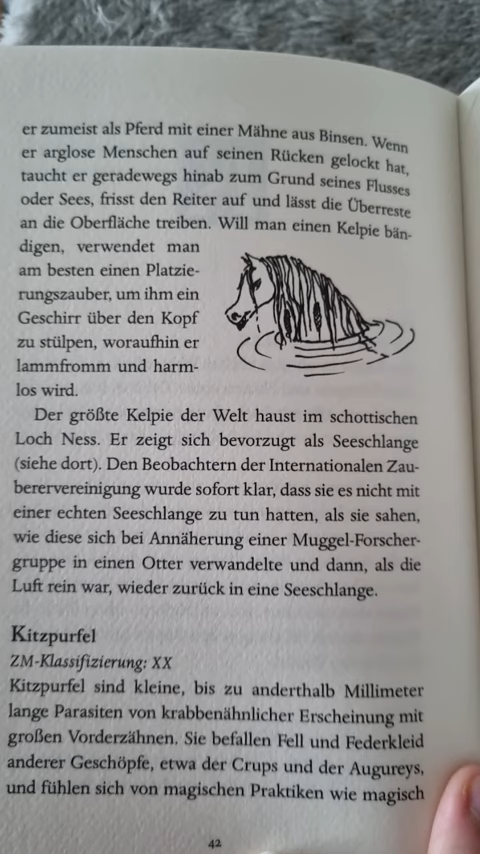 er zumeist als Pferd mit einer Mähne aus Binsen. Wenn
er arglose Menschen auf seinen Rücken gelockt hat,
taucht er geradewegs hinab zum Grund seines Flusses
oder Sees, frisst den Reiter auf und lässt die Überreste
an die Oberfläche treiben. Will man einen Kelpie bän-
digen, verwendet man
am besten einen Platzie-
rungszauber, um ihm ein
Geschirr über den Kopf
zu stülpen, woraufhin er
lammfromm und harm-
los wird.
Der größte Kelpie der Welt haust im schottischen
Loch Ness. Er zeigt sich bevorzugt als Seeschlange
(siehe dort). Den Beobachtern der Internationalen Zau-
berervereinigung wurde sofort klar, dass sie es nicht mit
einer echten Seeschlange zu tun hatten, als sie sahen,
wie diese sich bei Annäherung einer Muggel-Forscher-
gruppe in einen Otter verwandelte und dann, als die
Luft rein war, wieder zurück in eine Seeschlange.
Kitzpurfel
ZM-Klassifizierung: XX
Kitzpurfel sind kleine, bis zu anderthalb Millimeter
lange Parasiten von krabbenähnlicher Erscheinung mit
großen Vorderzähnen. Sie befallen Fell und Federkleid
anderer Geschöpfe, etwa der Crups und der Augureys,
und fühlen sich von magischen Praktiken wie magisch
42